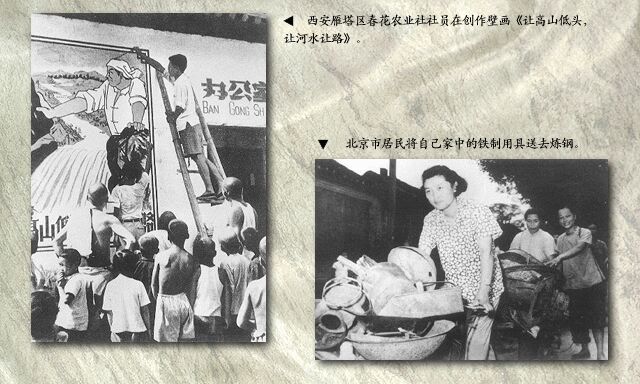 ◀ 西安雁塔区春花农业社社员在创作壁画《让高山低头，
让河水让路》。
办公室
BAN GONG SH
高山
▼ 北京市居民将自己家中的铁制用具送去炼钢。